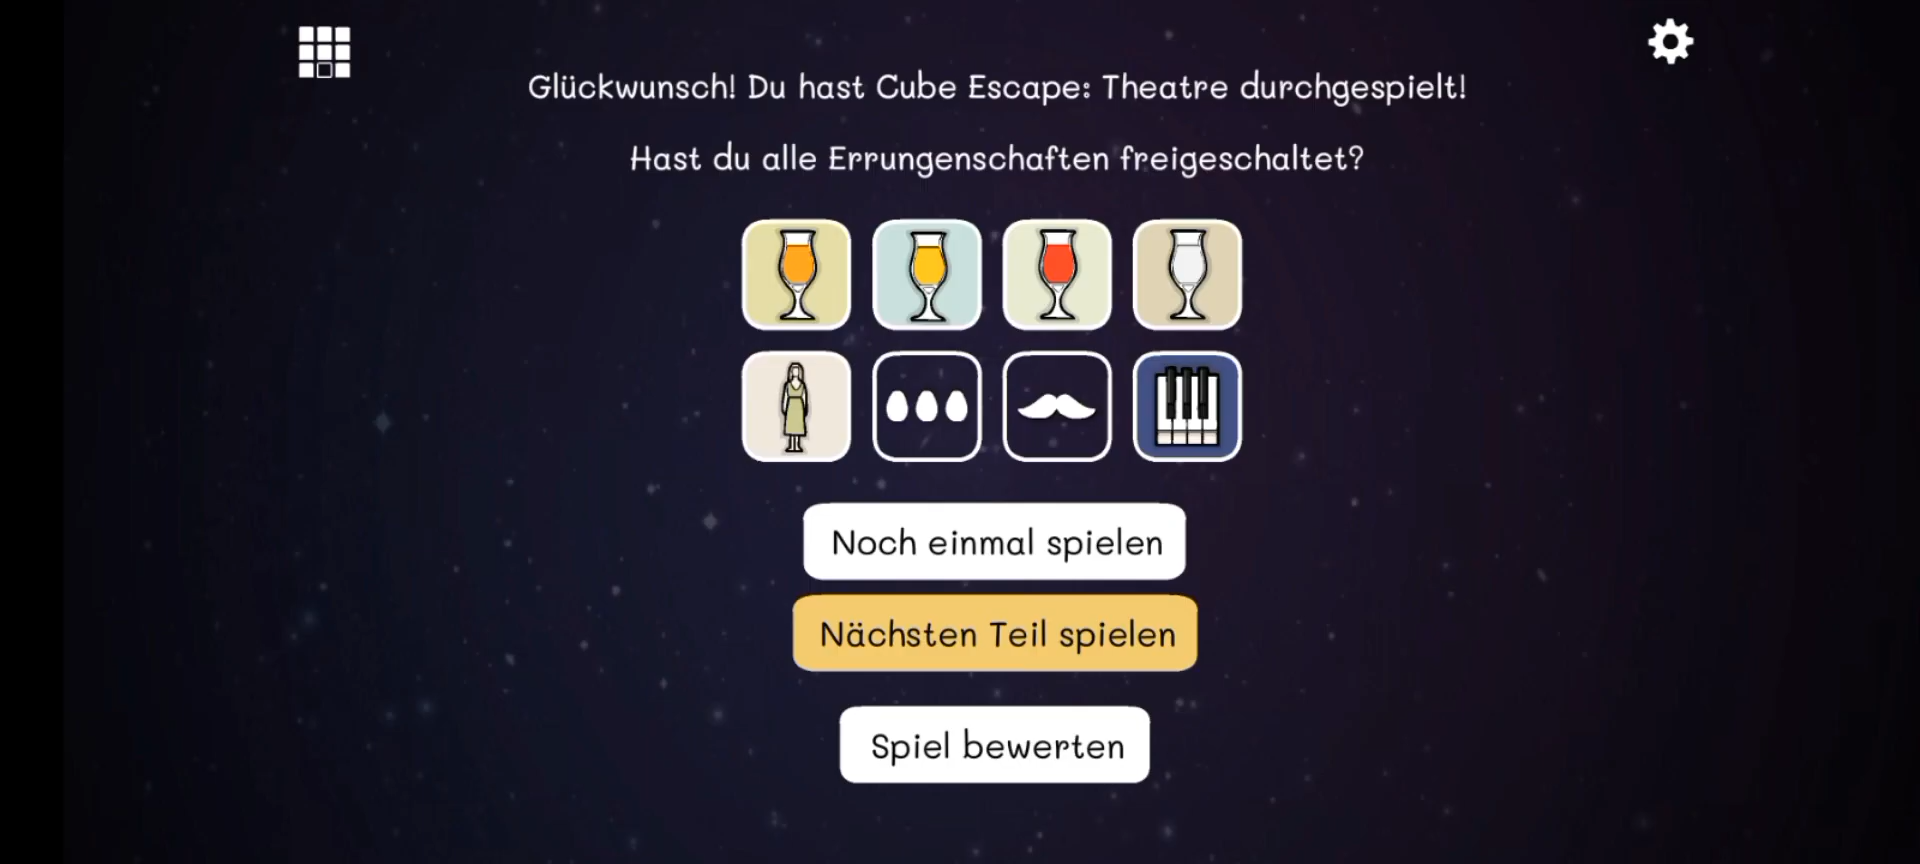 Glückwunsch! Du hast Cube Escape: Theatre durchgespielt!
Hast du alle Errungenschaften freigeschaltet?
Noch einmal spielen
Nächsten Teil spielen
Spiel bewerten